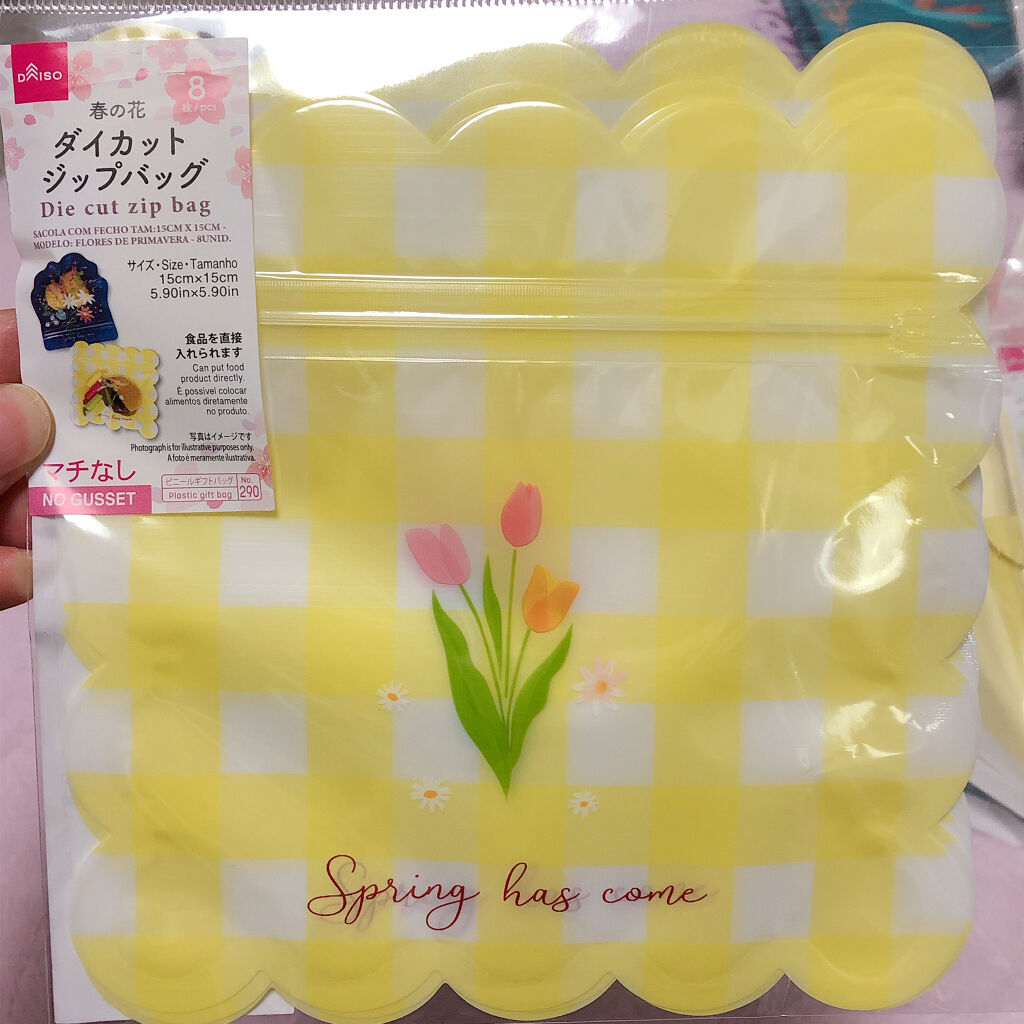 DAISO
8
枚/pcs
春の花
ダイカット
ジップバッグ
Die cut zip bag
SACOLA COM FECHO TAM:15CM X 15CM -
MODELO: FLORES DE PRIMAVERA - 8UNID.
サイズ・Size・Tamanho
15cm×15cm
5.90in×5.90in
食品を直接
入れられます
Can put food
product directly.
É possível colocar
alimentos diretamente
no produto.
写真はイメージです
Photograph is for illustrative purposes only.
A foto é meramente ilustrativa.
マチなし
NO GUSSET
ビニールギフトバッグ
Plastic gift bag
No.
290
Spring has come